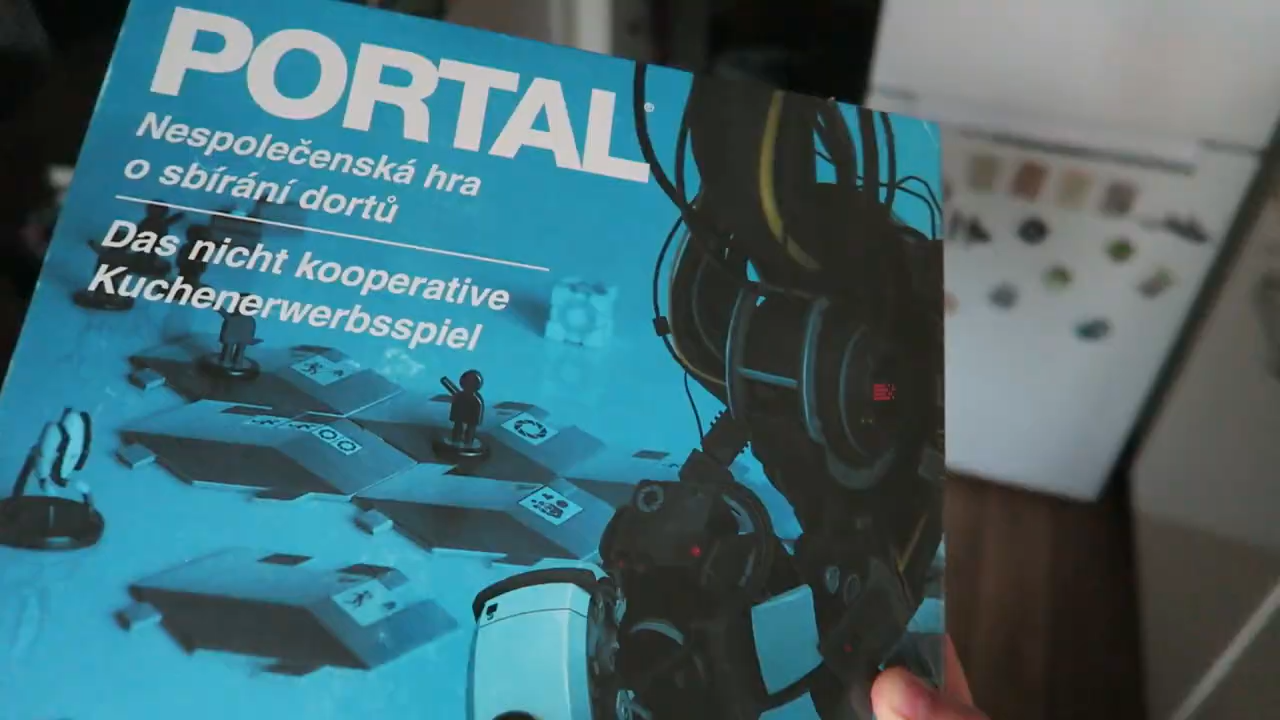 PORTAL®
Nespolečenská hra
o sbírání dortů
Das nicht kooperative
Kuchenerwerbsspiel